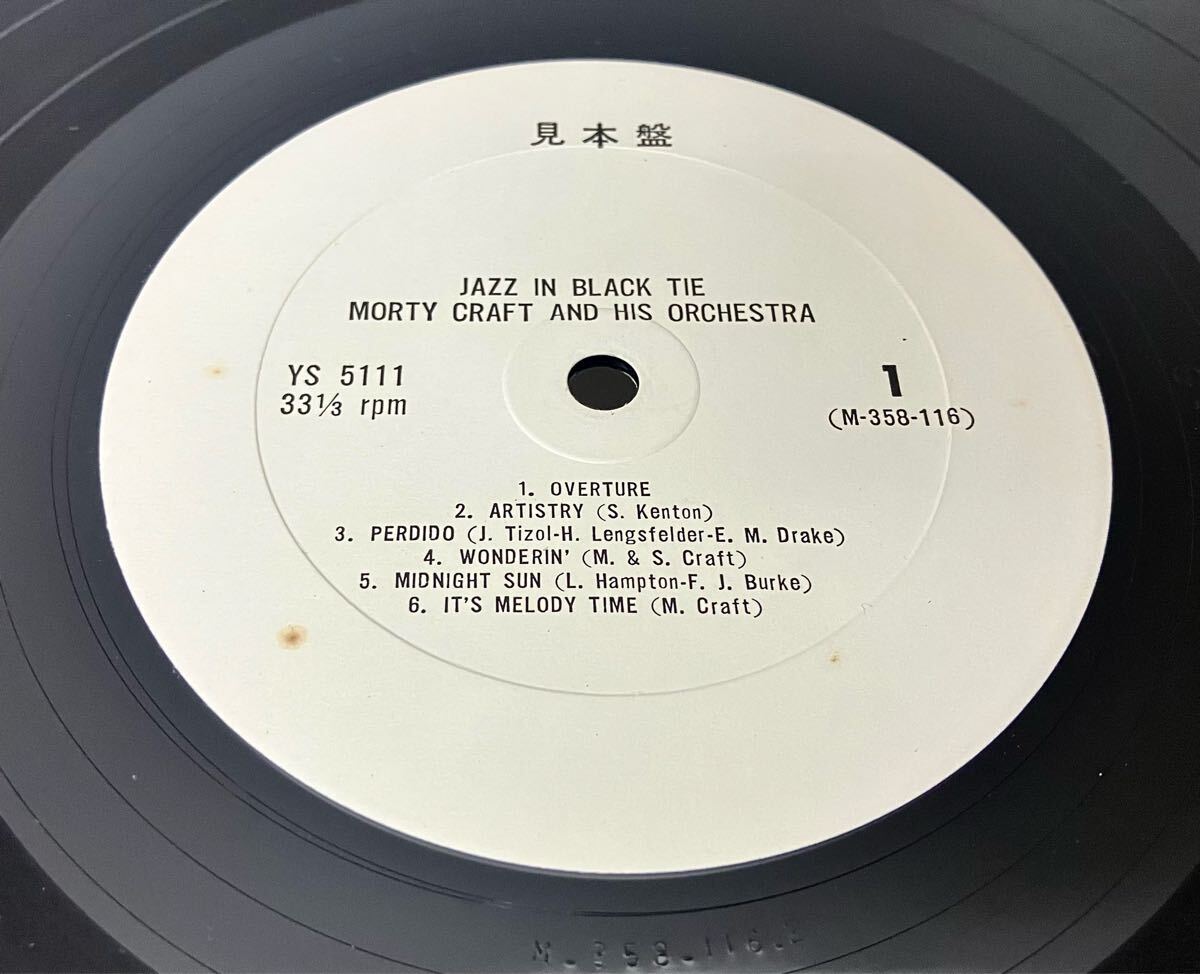 見本盤
JAZZ IN BLACK TIE
MORTY CRAFT AND HIS ORCHESTRA
YS 5111
33⅓ rpm
1
(M-358-116)
1. OVERTURE
2. ARTISTRY (S. Kenton)
3. PERDIDO (J. Tizol-H. Lengsfelder-E. M. Drake)
4. WONDERIN' (M. & S. Craft)
5. MIDNIGHT SUN (L. Hampton-F. J. Burke)
6. IT'S MELODY TIME (M. Craft)